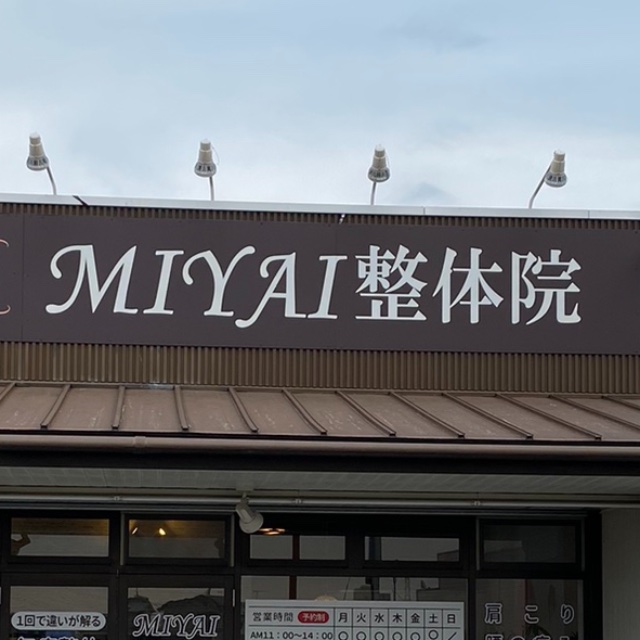 MIYAI整体院
1回で違いが解る
MIYAI
営業時間 予約制 月 火 水 木 金 土 日
AM11:00〜14:00 〇 〇 〇 〇 〇 〇 〇
肩こり